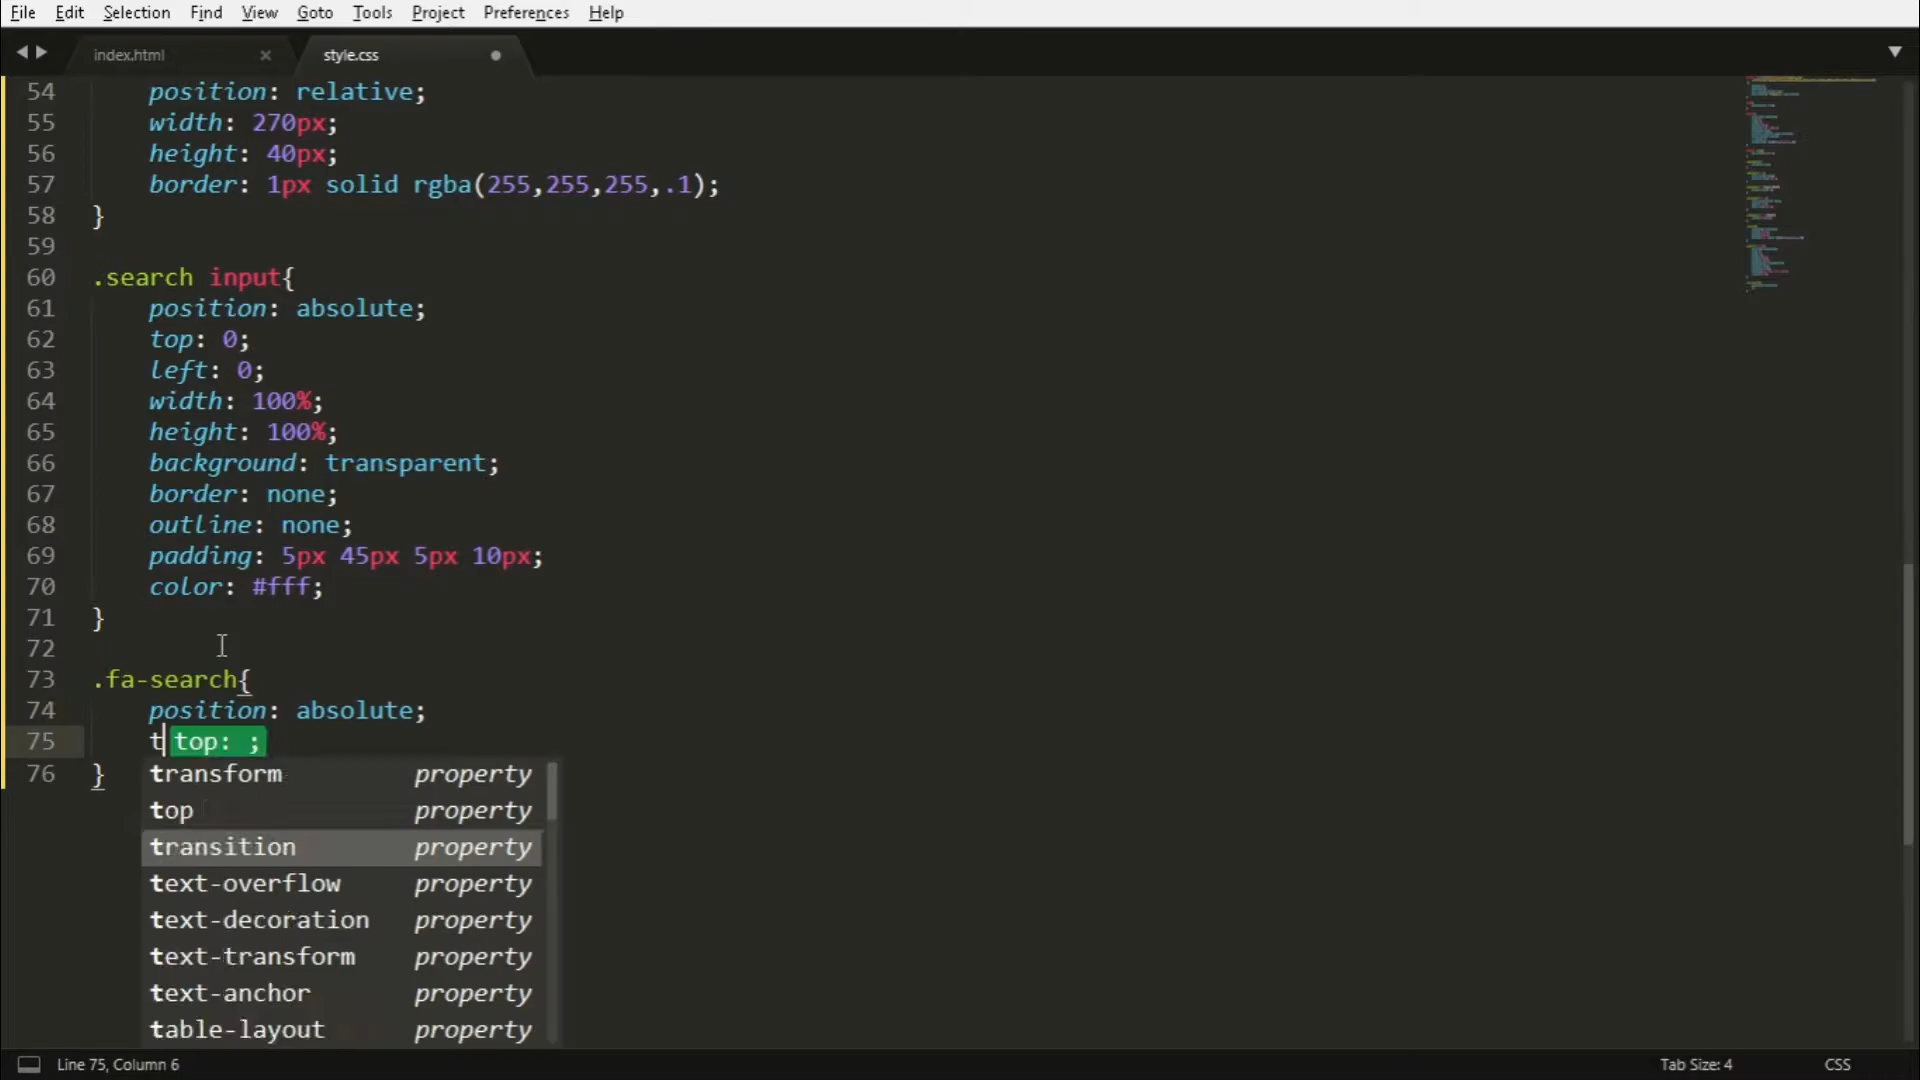 File Edit Selection Find View Goto Tools Project Preferences Help
index.html × style.css
54 position: relative;
55 width: 270px;
56 height: 40px;
57 border: 1px solid rgba(255,255,255,.1);
58 }
59
60 .search input{
61 position: absolute;
62 top: 0;
63 left: 0;
64 width: 100%;
65 height: 100%;
66 background: transparent;
67 border: none;
68 outline: none;
69 padding: 5px 45px 5px 10px;
70 color: #fff;
71 }
72
73 .fa-search{
74 position: absolute;
75 t top: ;
76 } transform property
top property
transition property
text-overflow property
text-decoration property
text-transform property
text-anchor property
table-layout property
Line 75, Column 6 Tab Size: 4 CSS